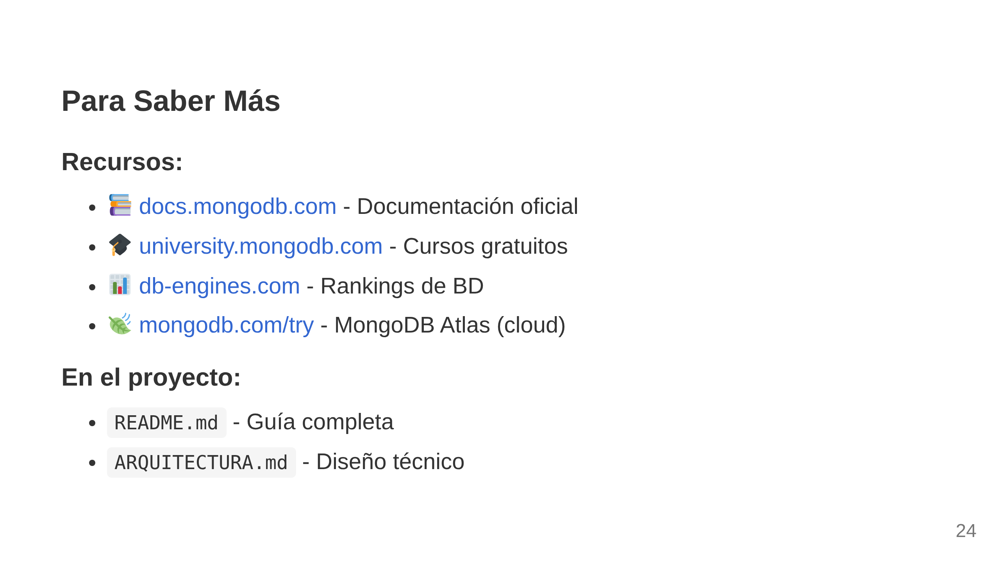 Para Saber Más
Recursos:
docs.mongodb.com - Documentación oficial
university.mongodb.com - Cursos gratuitos
db-engines.com - Rankings de BD
mongodb.com/try - MongoDB Atlas (cloud)
En el proyecto:
README.md - Guía completa
ARQUITECTURA.md - Diseño técnico
24